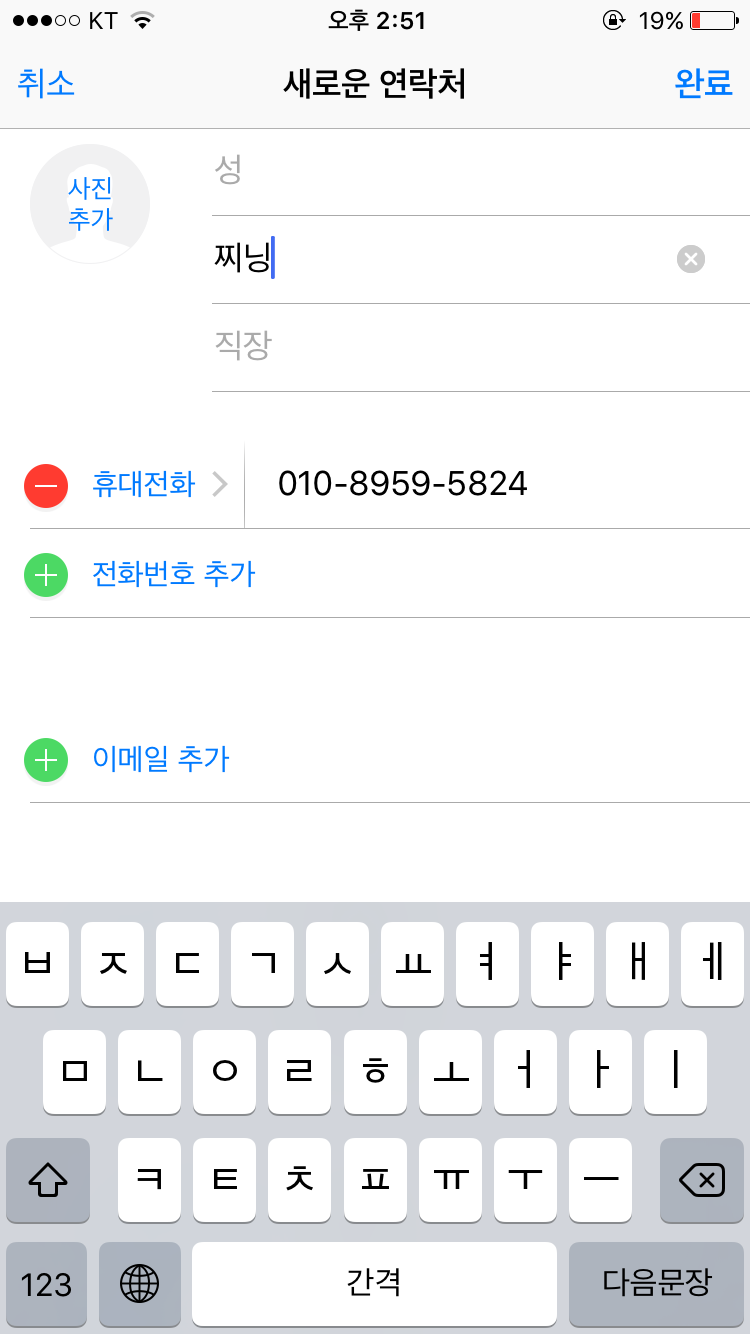 KT 오후 2:51 19%
취소 새로운 연락처 완료
사진
추가
성
찌닝
직장
휴대전화 010-8959-5824
전화번호 추가
이메일 추가
ㅂ ㅈ ㄷ ㄱ ㅅ ㅛ ㅕ ㅑ ㅐ ㅔ
ㅁ ㄴ ㅇ ㄹ ㅎ ㅗ ㅓ ㅏ ㅣ
ㅋ ㅌ ㅊ ㅍ ㅠ ㅜ ㅡ
123 간격 다음문장